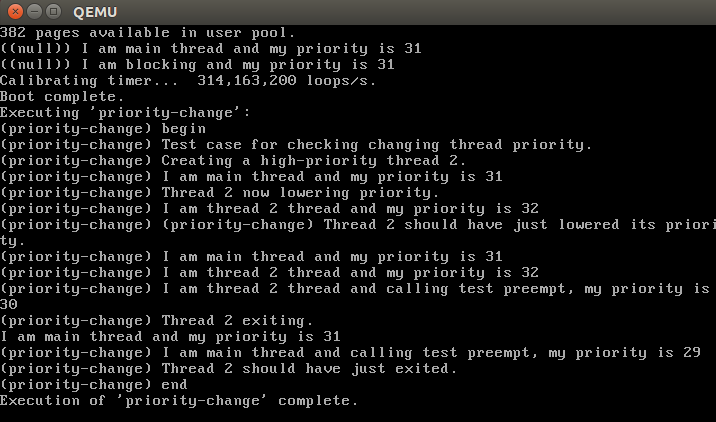 QEMU
382 pages available in user pool.
((null)) I am main thread and my priority is 31
((null)) I am blocking and my priority is 31
Calibrating timer...  314,163,200 loops/s.
Boot complete.
Executing 'priority-change':
(priority-change) begin
(priority-change) Test case for checking changing thread priority.
(priority-change) Creating a high-priority thread 2.
(priority-change) I am main thread and my priority is 31
(priority-change) Thread 2 now lowering priority.
(priority-change) I am thread 2 thread and my priority is 32
(priority-change) (priority-change) Thread 2 should have just lowered its priori
ty.
(priority-change) I am main thread and my priority is 31
(priority-change) I am thread 2 thread and my priority is 32
(priority-change) I am thread 2 thread and calling test preempt, my priority is
30
(priority-change) Thread 2 exiting.
I am main thread and my priority is 31
(priority-change) I am main thread and calling test preempt, my priority is 29
(priority-change) Thread 2 should have just exited.
(priority-change) end
Execution of 'priority-change' complete.